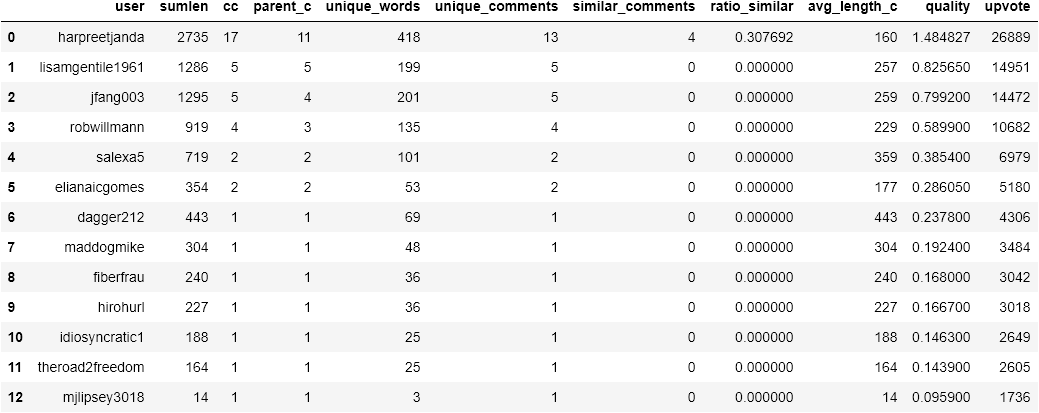 user sumlen cc parent_c unique_words unique_comments similar_comments ratio_similar avg_length_c quality upvote
0 harpreetjanda 2735 17 11 418 13 4 0.307692 160 1.484827 26889
1 lisamgentile1961 1286 5 5 199 5 0 0.000000 257 0.825650 14951
2 jfang003 1295 5 4 201 5 0 0.000000 259 0.799200 14472
3 robwillmann 919 4 3 135 4 0 0.000000 229 0.589900 10682
4 salexa5 719 2 2 101 2 0 0.000000 359 0.385400 6979
5 elianaicgomes 354 2 2 53 2 0 0.000000 177 0.286050 5180
6 dagger212 443 1 1 69 1 0 0.000000 443 0.237800 4306
7 maddogmike 304 1 1 48 1 0 0.000000 304 0.192400 3484
8 fiberfrau 240 1 1 36 1 0 0.000000 240 0.168000 3042
9 hirohurl 227 1 1 36 1 0 0.000000 227 0.166700 3018
10 idiosyncratic1 188 1 1 25 1 0 0.000000 188 0.146300 2649
11 theroad2freedom 164 1 1 25 1 0 0.000000 164 0.143900 2605
12 mjlipsey3018 14 1 1 3 1 0 0.000000 14 0.095900 1736